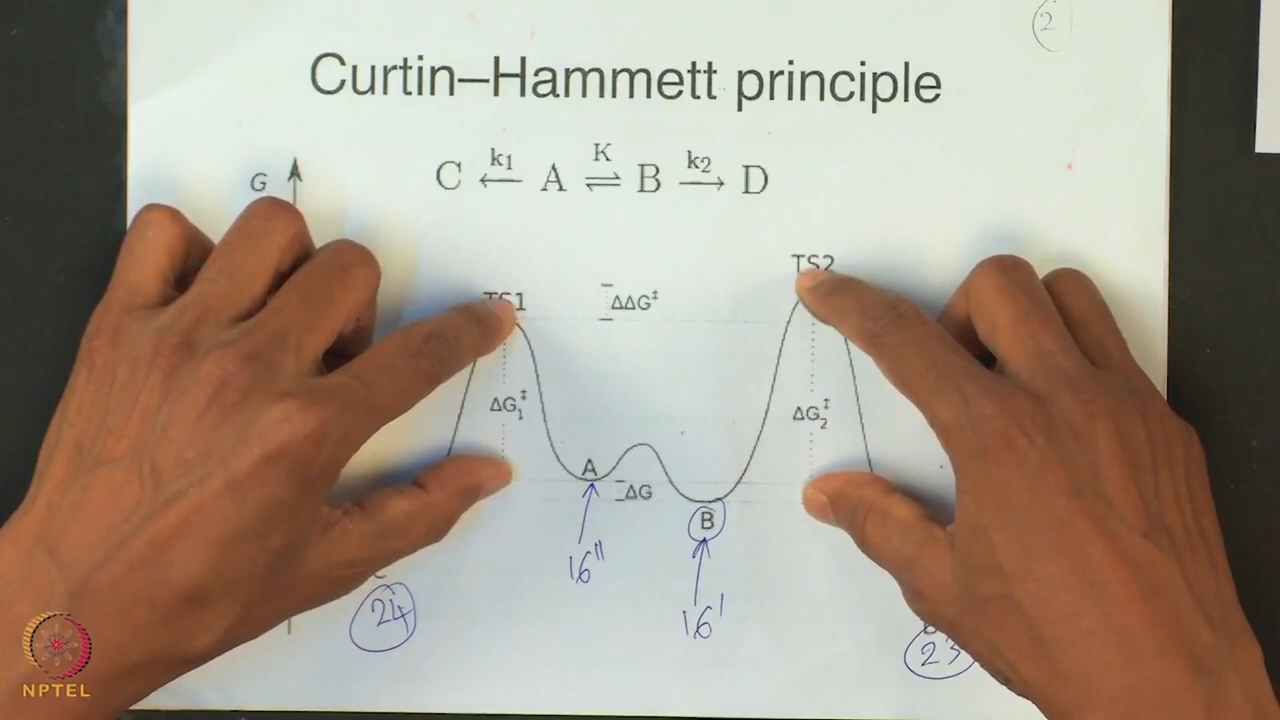 2
Curtin–Hammett principle
C ←k₁ A ⇌K B →k₂ D
G
TS2
TS1 ΔΔG‡
ΔG₁‡ ΔG₂‡
A ΔG
B
16"
16'
24
23
NPTEL